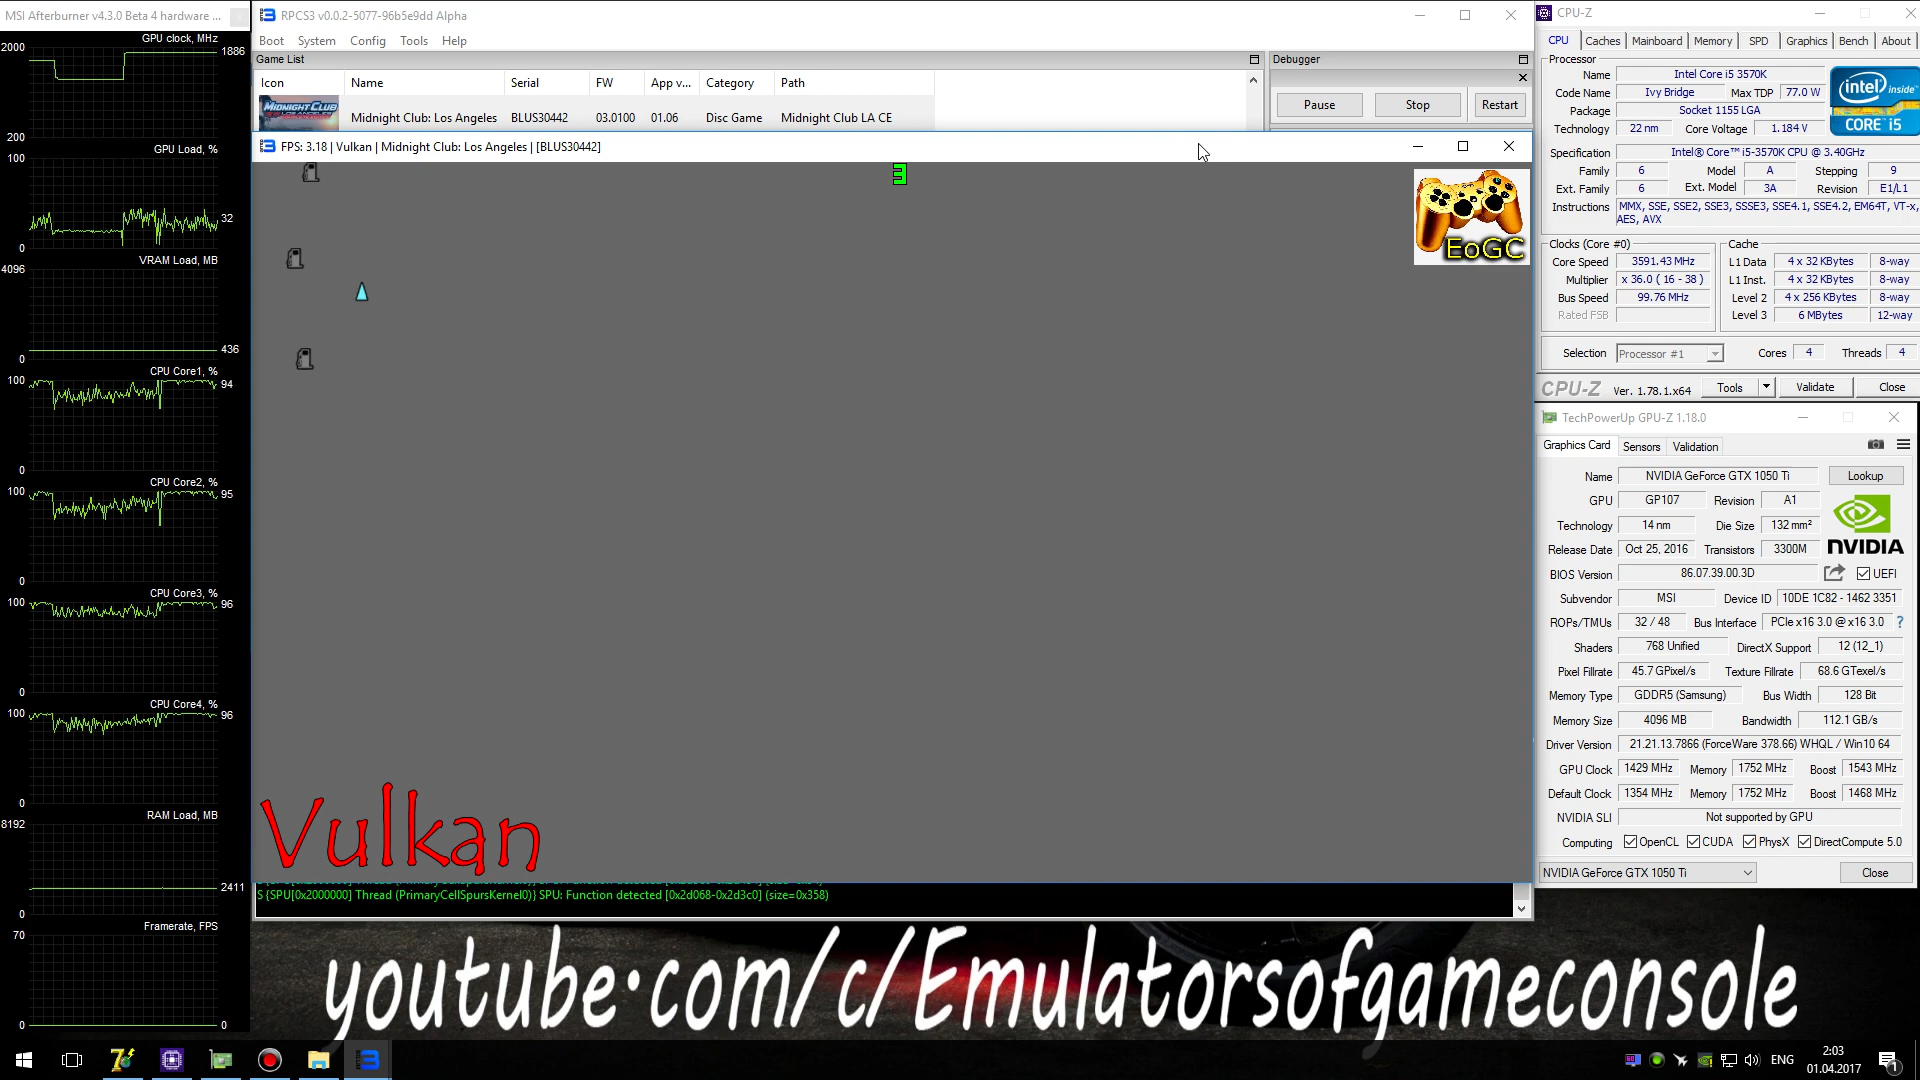 MSI Afterburner v4.3.0 Beta 4 hardware ...
GPU clock, MHz
2000
1886
200
GPU Load, %
100
32
0
VRAM Load, MB
4096
436
0
CPU Core1, %
100
94
0
CPU Core2, %
100
95
0
CPU Core3, %
100
96
0
CPU Core4, %
100
96
0
RAM Load, MB
8192
2411
0
Framerate, FPS
70
0
0
RPCS3 v0.0.2-5077-96b5e9dd Alpha
Boot System Config Tools Help
Game List
Icon Name Serial FW App v... Category Path
MIDNIGHT CLUB
Midnight Club: Los Angeles BLUS30442 03.0100 01.06 Disc Game Midnight Club LA CE
Debugger
Pause Stop Restart
FPS: 3.18 | Vulkan | Midnight Club: Los Angeles | [BLUS30442]
3
EoGC
Vulkan
S {SPU[0x2000000] Thread (PrimaryCellSpursKernel0)} SPU: Function detected [0x2d068-0x2d3c0] (size=0x358)
youtube.com/c/Emulatorsofgameconsole
CPU-Z
CPU Caches Mainboard Memory SPD Graphics Bench About
Processor
Name Intel Core i5 3570K
Code Name Ivy Bridge Max TDP 77.0 W
Package Socket 1155 LGA
Technology 22 nm Core Voltage 1.184 V
intel inside™
CORE i5
Specification Intel® Core™ i5-3570K CPU @ 3.40GHz
Family 6 Model A Stepping 9
Ext. Family 6 Ext. Model 3A Revision E1/L1
Instructions MMX, SSE, SSE2, SSE3, SSSE3, SSE4.1, SSE4.2, EM64T, VT-x,
AES, AVX
Clocks (Core #0)
Core Speed 3591.43 MHz
Multiplier x 36.0 ( 16 - 38 )
Bus Speed 99.76 MHz
Rated FSB
Cache
L1 Data 4 x 32 KBytes 8-way
L1 Inst. 4 x 32 KBytes 8-way
Level 2 4 x 256 KBytes 8-way
Level 3 6 MBytes 12-way
Selection Processor #1 Cores 4 Threads 4
CPU-Z Ver. 1.78.1.x64 Tools Validate Close
TechPowerUp GPU-Z 1.18.0
Graphics Card Sensors Validation
Name NVIDIA GeForce GTX 1050 Ti Lookup
GPU GP107 Revision A1
Technology 14 nm Die Size 132 mm²
Release Date Oct 25, 2016 Transistors 3300M
NVIDIA
BIOS Version 86.07.39.00.3D UEFI
Subvendor MSI Device ID 10DE 1C82 - 1462 3351
ROPs/TMUs 32 / 48 Bus Interface PCIe x16 3.0 @ x16 3.0 ?
Shaders 768 Unified DirectX Support 12 (12_1)
Pixel Fillrate 45.7 GPixel/s Texture Fillrate 68.6 GTexel/s
Memory Type GDDR5 (Samsung) Bus Width 128 Bit
Memory Size 4096 MB Bandwidth 112.1 GB/s
Driver Version 21.21.13.7866 (ForceWare 378.66) WHQL / Win10 64
GPU Clock 1429 MHz Memory 1752 MHz Boost 1543 MHz
Default Clock 1354 MHz Memory 1752 MHz Boost 1468 MHz
NVIDIA SLI Not supported by GPU
Computing OpenCL CUDA PhysX DirectCompute 5.0
NVIDIA GeForce GTX 1050 Ti Close
ENG
2:03
01.04.2017
1